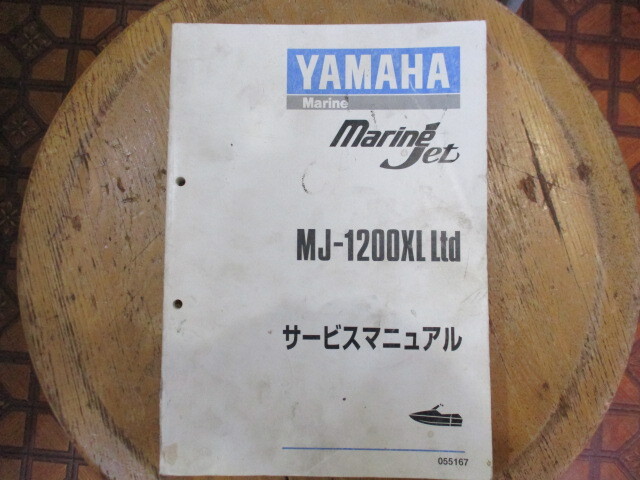 YAMAHA
Marine
Marine
Jet
MJ-1200XL Ltd
サービスマニュアル
055167